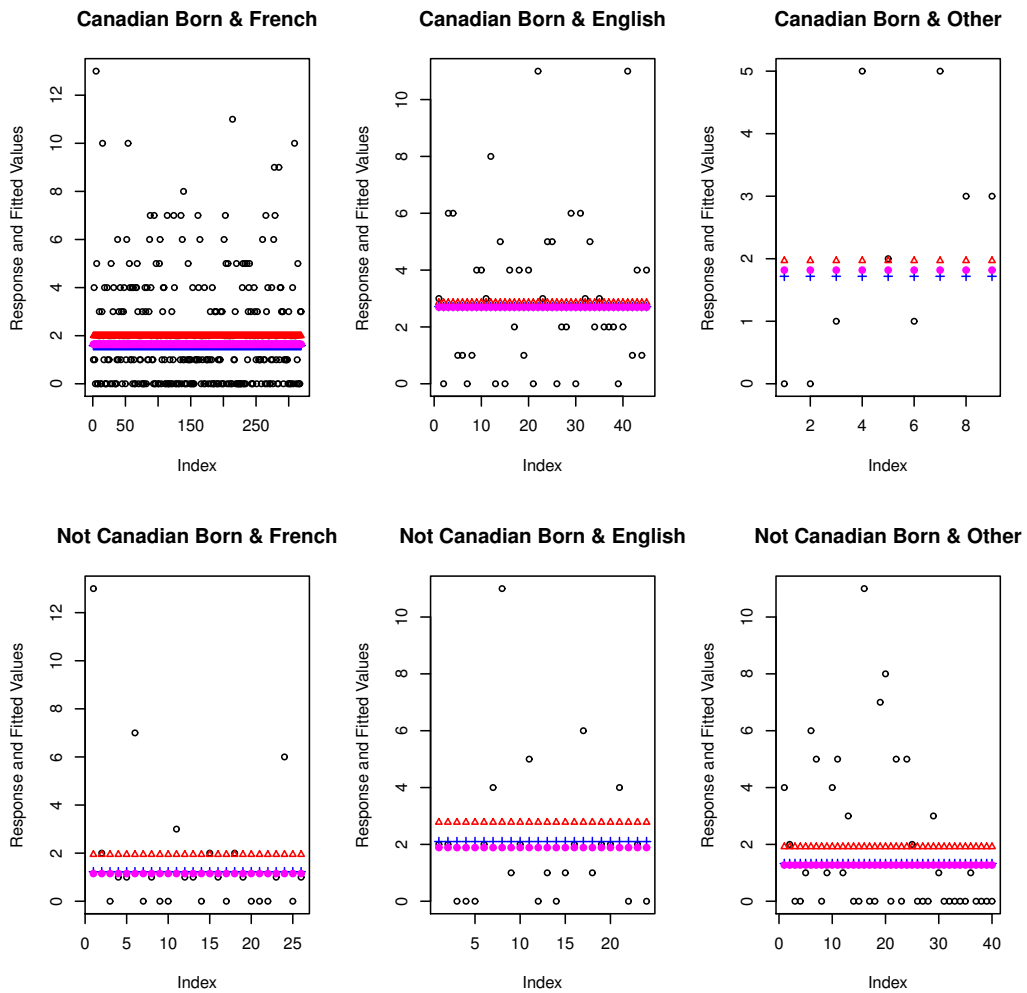 Canadian Born & French
Canadian Born & English
Canadian Born & Other
Response and Fitted Values
0 2 4 6 8 10 12
0 50 150 250
Index
Response and Fitted Values
0 2 4 6 8 10
0 10 20 30 40
Index
Response and Fitted Values
0 1 2 3 4 5
2 4 6 8
Index
Not Canadian Born & French
Not Canadian Born & English
Not Canadian Born & Other
Response and Fitted Values
0 2 4 6 8 10 12
0 5 10 15 20 25
Index
Response and Fitted Values
0 2 4 6 8 10
5 10 15 20
Index
Response and Fitted Values
0 2 4 6 8 10
0 10 20 30 40
Index